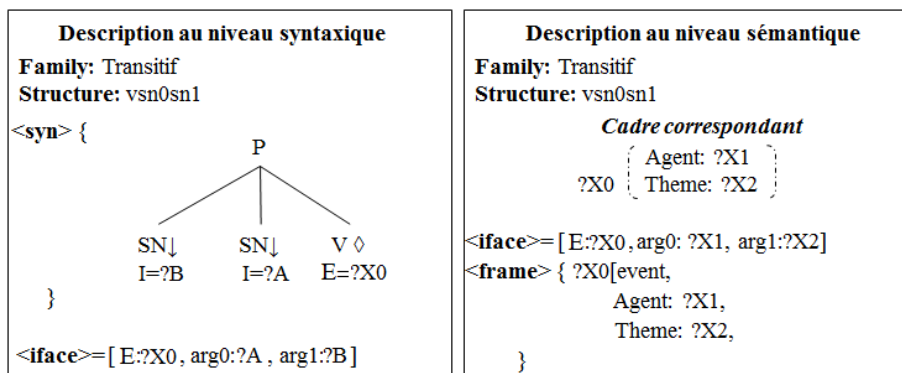 Description au niveau syntaxique
Family: Transitif
Structure: vsn0sn1
<syn> {
P
SN↓ SN↓ V ◊
I=?B I=?A E=?X0
}
<iface>=[ E:?X0, arg0:?A , arg1:?B ]
Description au niveau sémantique
Family: Transitif
Structure: vsn0sn1
Cadre correspondant
Agent: ?X1
?X0
Theme: ?X2
<iface>=[ E:?X0, arg0: ?X1, arg1:?X2]
<frame> { ?X0[event,
Agent: ?X1,
Theme: ?X2,
}